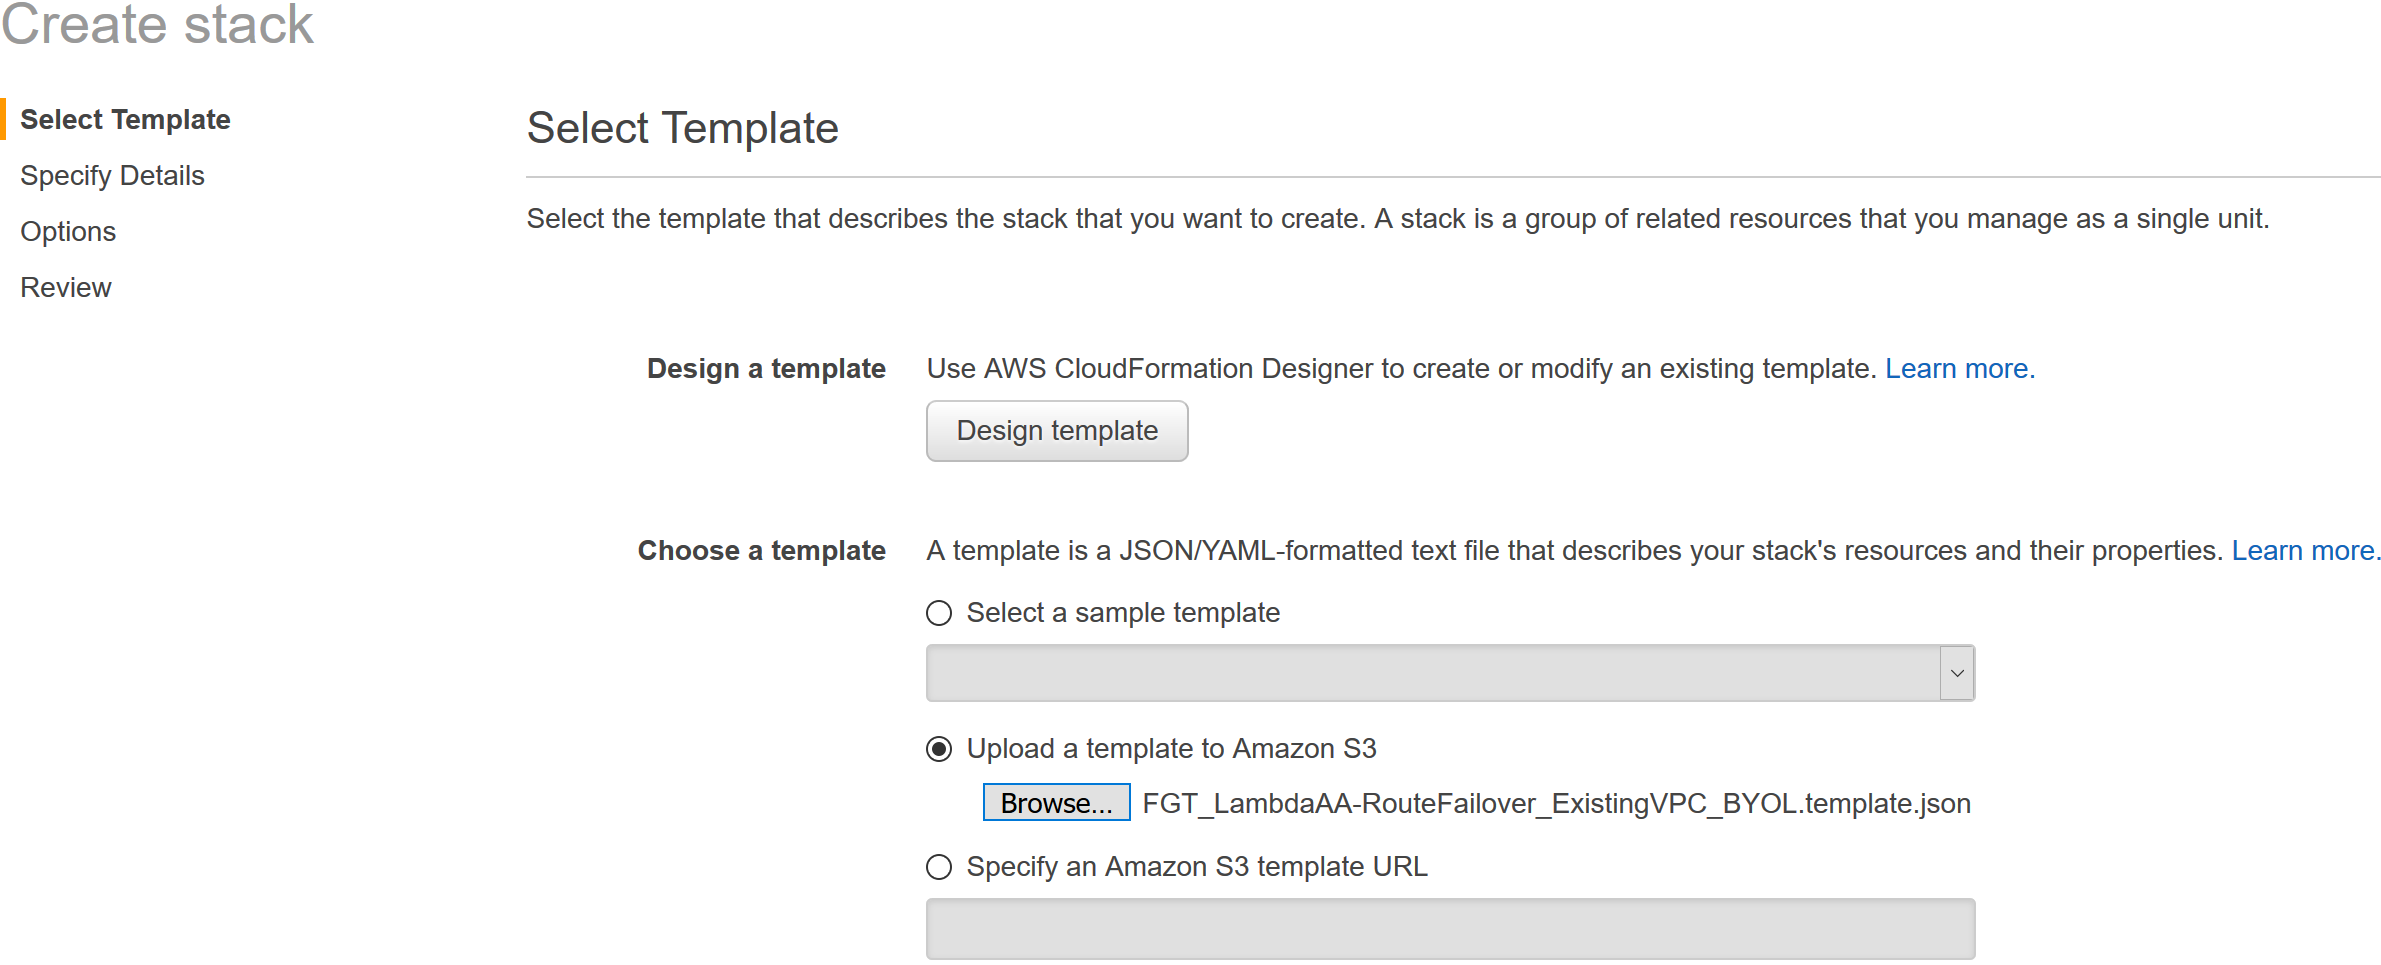 Create stack
Select Template
Specify Details
Options
Review
Select Template
Select the template that describes the stack that you want to create. A stack is a group of related resources that you manage as a single unit.
Design a template
Use AWS CloudFormation Designer to create or modify an existing template. Learn more.
Design template
Choose a template
A template is a JSON/YAML-formatted text file that describes your stack's resources and their properties. Learn more.
Select a sample template
Upload a template to Amazon S3
Browse... FGT_LambdaAA-RouteFailover_ExistingVPC_BYOL.template.json
Specify an Amazon S3 template URL